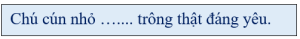 Chú cún nhỏ ….... trông thật đáng yêu.